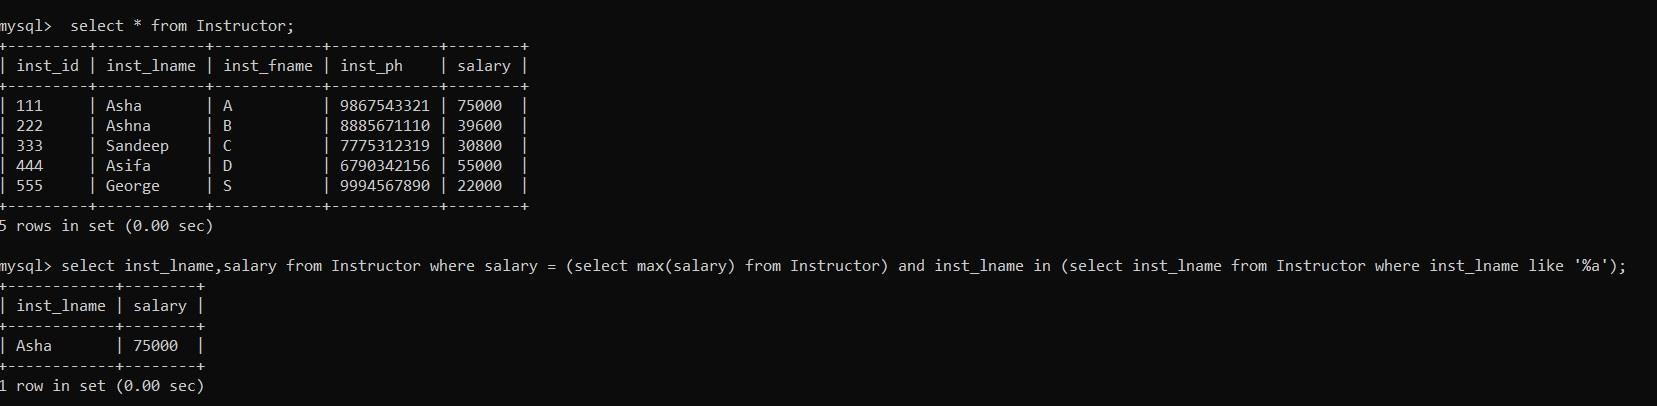 mysql>  select * from Instructor;
+---------+------------+------------+------------+--------+
| inst_id | inst_lname | inst_fname | inst_ph    | salary |
+---------+------------+------------+------------+--------+
| 111     | Asha       | A          | 9867543321 | 75000  |
| 222     | Ashna      | B          | 8885671110 | 39600  |
| 333     | Sandeep    | C          | 7775312319 | 30800  |
| 444     | Asifa      | D          | 6790342156 | 55000  |
| 555     | George     | S          | 9994567890 | 22000  |
+---------+------------+------------+------------+--------+
5 rows in set (0.00 sec)
mysql> select inst_lname,salary from Instructor where salary = (select max(salary) from Instructor) and inst_lname in (select inst_lname from Instructor where inst_lname like '%a');
+------------+--------+
| inst_lname | salary |
+------------+--------+
| Asha       | 75000  |
+------------+--------+
1 row in set (0.00 sec)